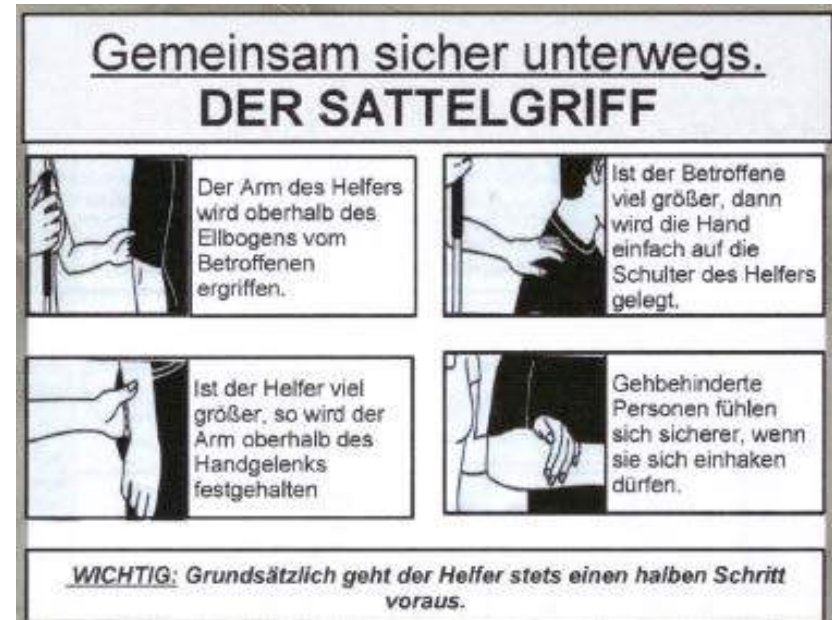 Gemeinsam sicher unterwegs.
DER SATTELGRIFF
Der Arm des Helfers
wird oberhalb des
Ellbogens vom
Betroffenen
ergriffen.
Ist der Betroffene
viel größer, dann
wird die Hand
einfach auf die
Schulter des Helfers
gelegt.
Ist der Helfer viel
größer, so wird der
Arm oberhalb des
Handgelenks
festgehalten
Gehbehinderte
Personen fühlen
sich sicherer, wenn
sie sich einhaken
dürfen.
WICHTIG: Grundsätzlich geht der Helfer stets einen halben Schritt
voraus.